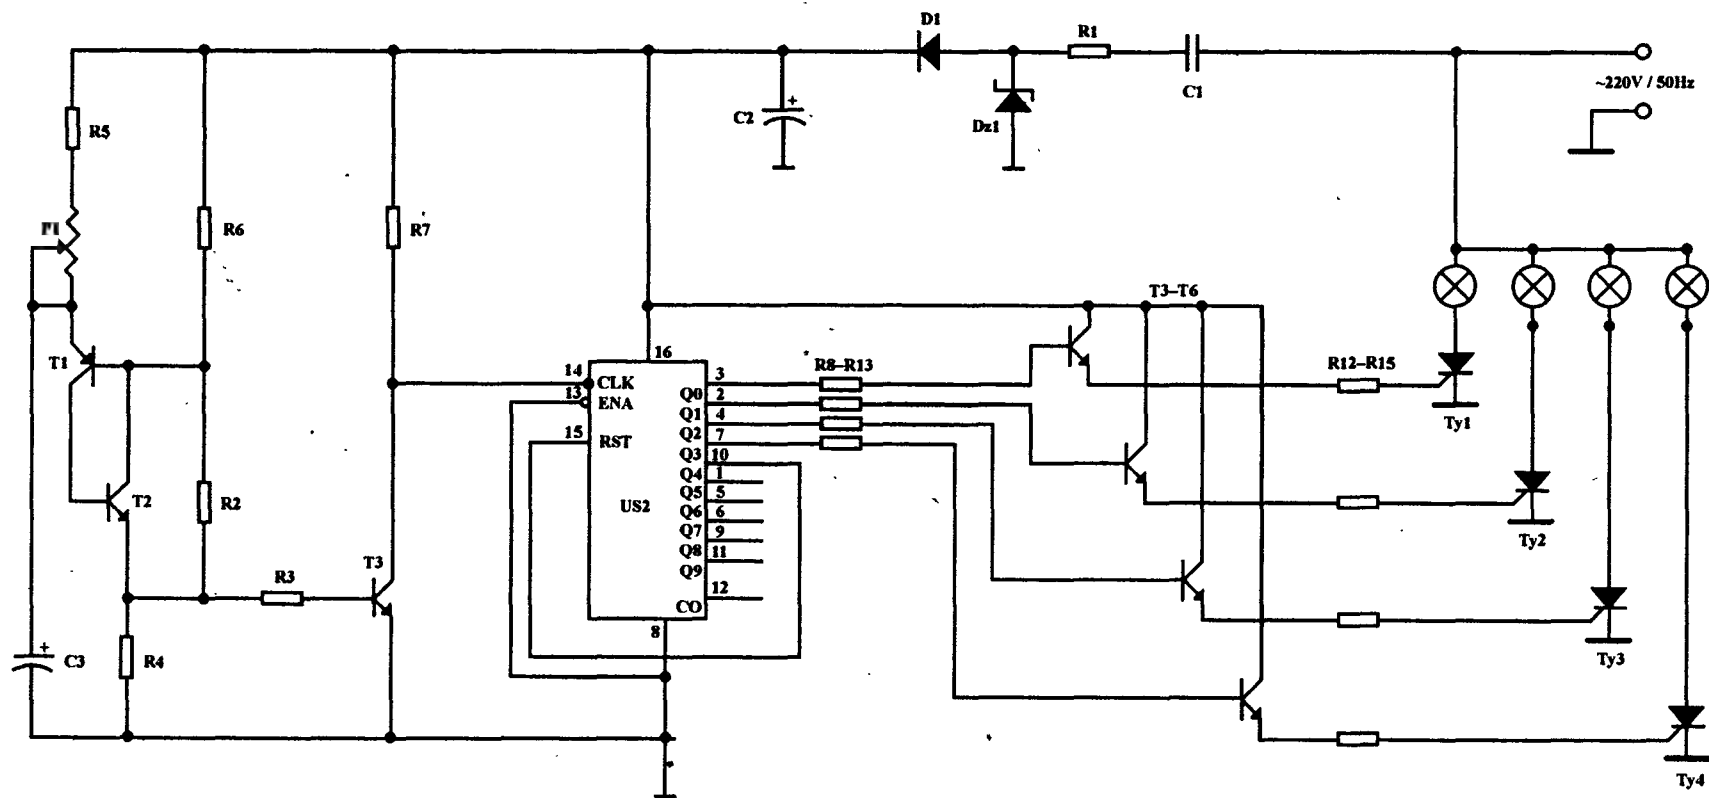 D1
R1
C1
~220V / 50Hz
C2
Dz1
R5
P1
R6
R7
T3–T6
T1
16
14
CLK
13
ENA
15
RST
US2
3
Q0
2
Q1
4
Q2
7
Q3
10
Q4
1
Q5
5
Q6
6
Q7
9
Q8
11
Q9
12
CO
8
R8–R13
R12–R15
Ty1
T2
R2
Ty2
T3
R3
C3
R4
Ty3
Ty4